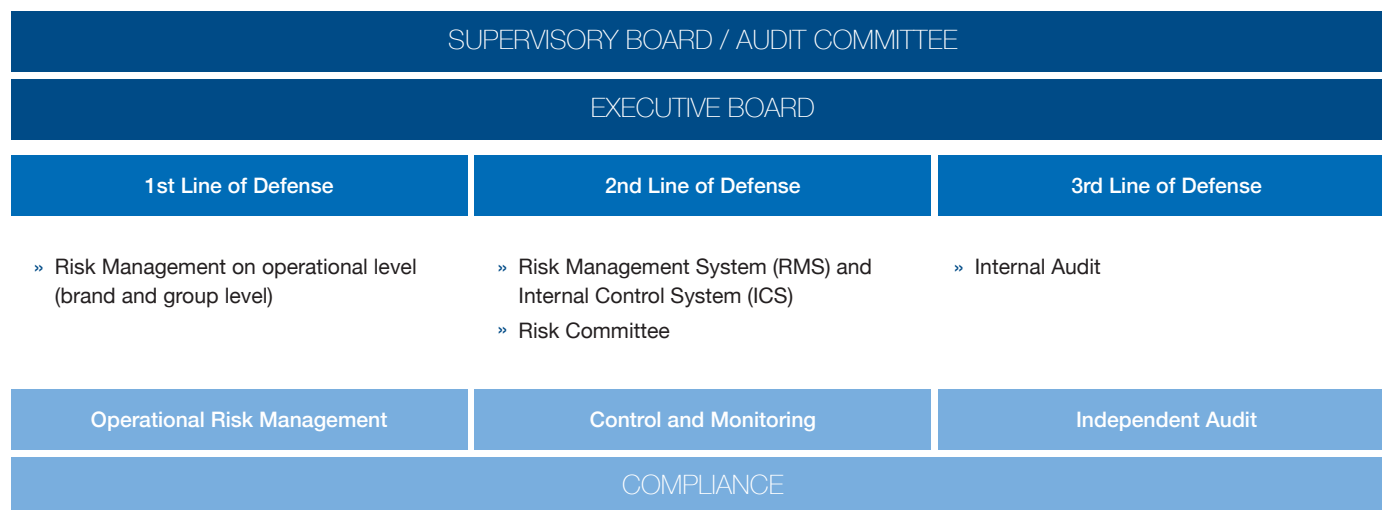 SUPERVISORY BOARD / AUDIT COMMITTEE
EXECUTIVE BOARD
1st Line of Defense
2nd Line of Defense
3rd Line of Defense
» Risk Management on operational level
(brand and group level)
» Risk Management System (RMS) and
Internal Control System (ICS)
» Risk Committee
» Internal Audit
Operational Risk Management
Control and Monitoring
Independent Audit
COMPLIANCE